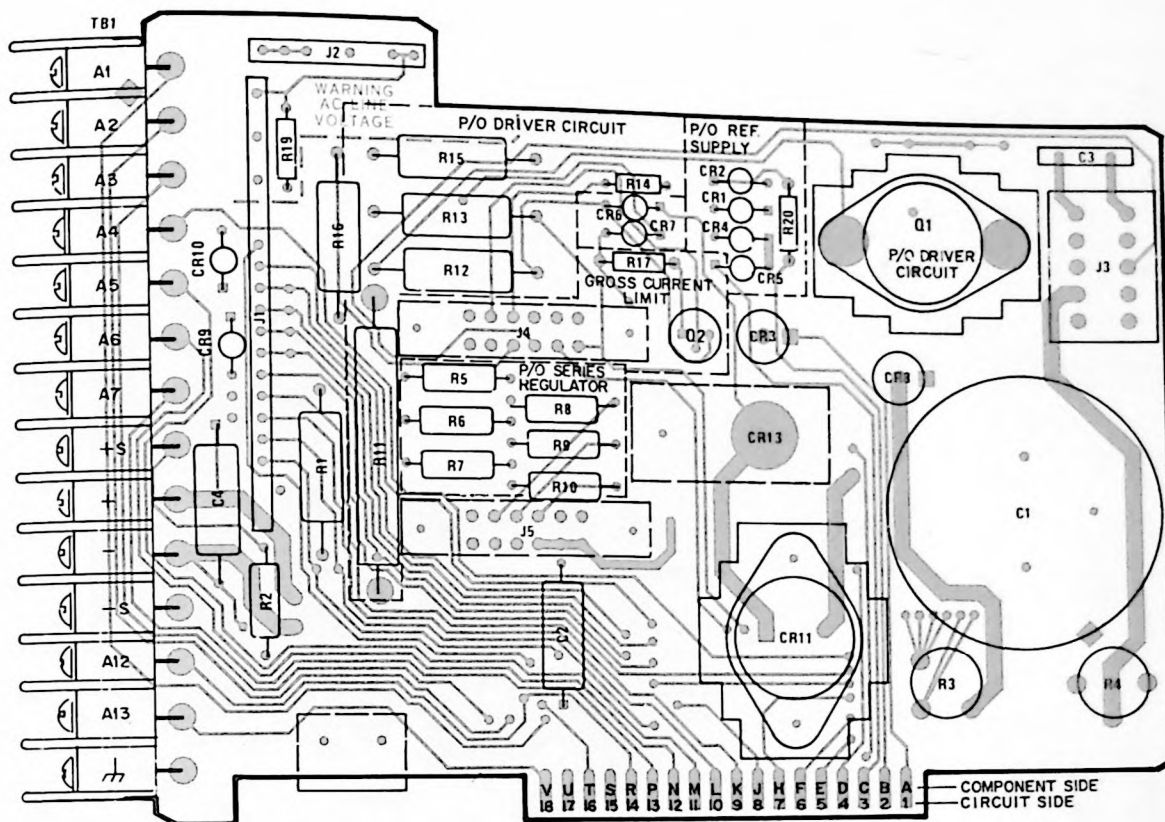 TB1
J2
A1
WARNING
AC LINE
VOLTAGE
P/O DRIVER CIRCUIT
P/O REF.
SUPPLY
A2
R19
R15
C3
CR2
R14
A3
CR1
CR6
R20
R13
Q1
A4
R16
CR7
CR4
CR10
P/O DRIVER
CIRCUIT
J3
R17
CR5
R12
GROSS CURRENT
LIMIT
A5
J1
J4
A6
CR9
Q2
CR3
P/O SERIES
REGULATOR
R5
CR8
A7
R8
R6
CR13
+S
R9
R11
R1
R7
R10
C4
+
C1
J5
-
R2
-S
C2
CR11
A12
R3
R4
A13
V U T S R P N M L K J H F E D C B A
COMPONENT SIDE
18 17 16 15 14 13 12 11 10 9 8 7 6 5 4 3 2 1
CIRCUIT SIDE